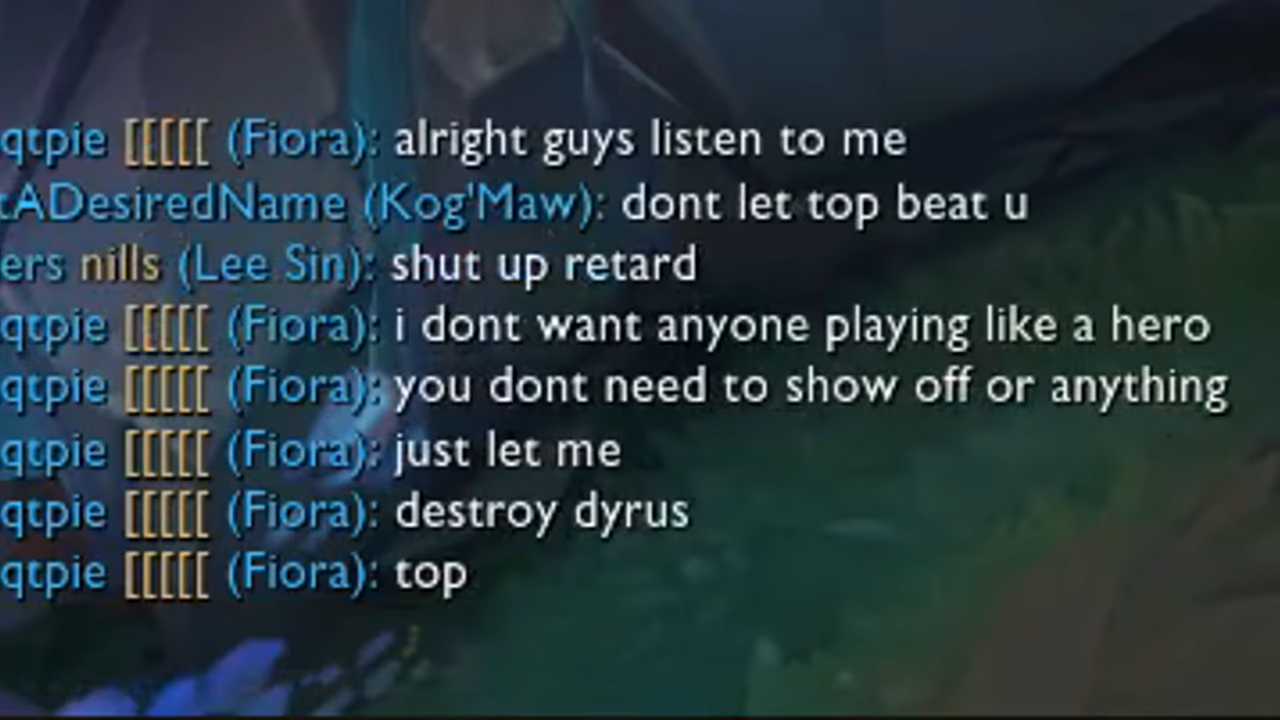 qtpie [[[[[ (Fiora): alright guys listen to me
tADesiredName (Kog'Maw): dont let top beat u
ers nills (Lee Sin): shut up retard
qtpie [[[[[ (Fiora): i dont want anyone playing like a hero
qtpie [[[[[ (Fiora): you dont need to show off or anything
qtpie [[[[[ (Fiora): just let me
qtpie [[[[[ (Fiora): destroy dyrus
qtpie [[[[[ (Fiora): top